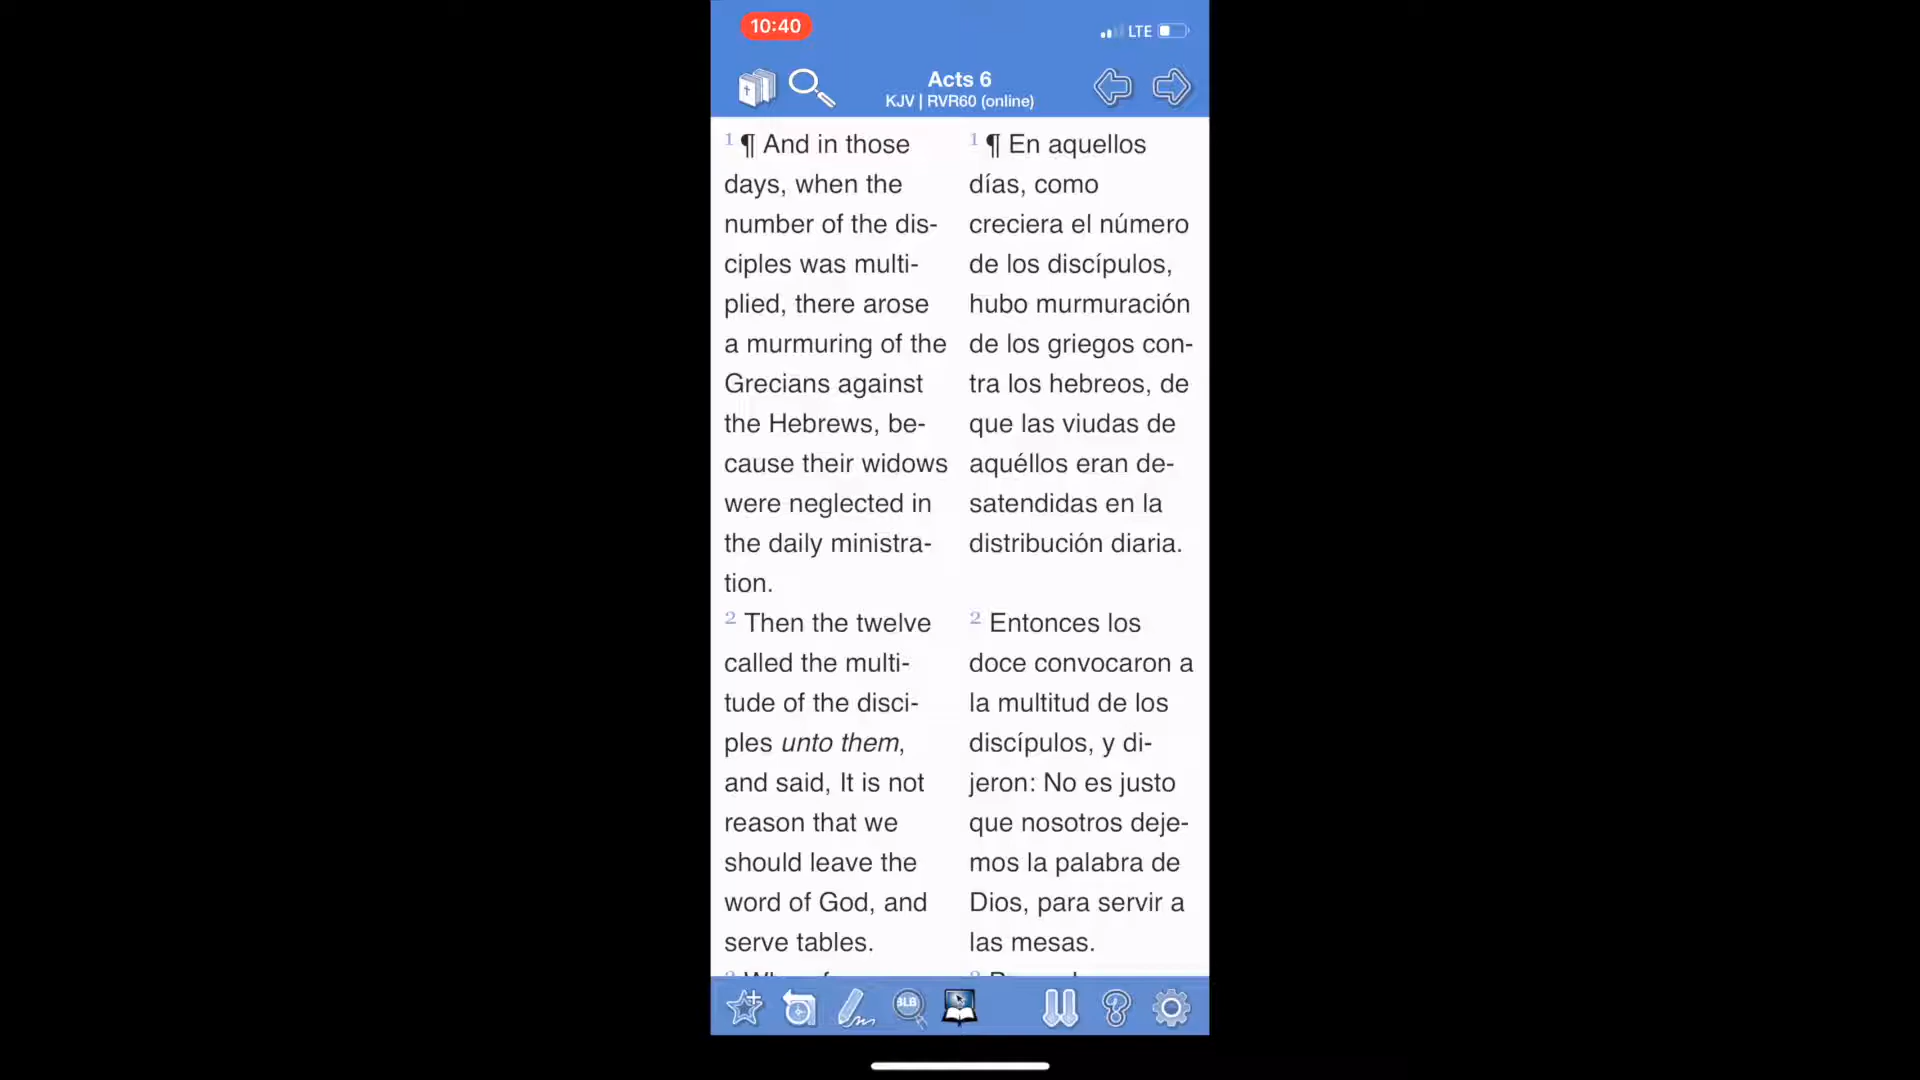 10:40
LTE
Acts 6
KJV | RVR60 (online)
1 ¶ And in those
days, when the
number of the dis-
ciples was multi-
plied, there arose
a murmuring of the
Grecians against
the Hebrews, be-
cause their widows
were neglected in
the daily ministra-
tion.
2 Then the twelve
called the multi-
tude of the disci-
ples unto them,
and said, It is not
reason that we
should leave the
word of God, and
serve tables.
1 ¶ En aquellos
días, como
creciera el número
de los discípulos,
hubo murmuración
de los griegos con-
tra los hebreos, de
que las viudas de
aquéllos eran de-
satendidas en la
distribución diaria.
2 Entonces los
doce convocaron a
la multitud de los
discípulos, y di-
jeron: No es justo
que nosotros deje-
mos la palabra de
Dios, para servir a
las mesas.
BLB